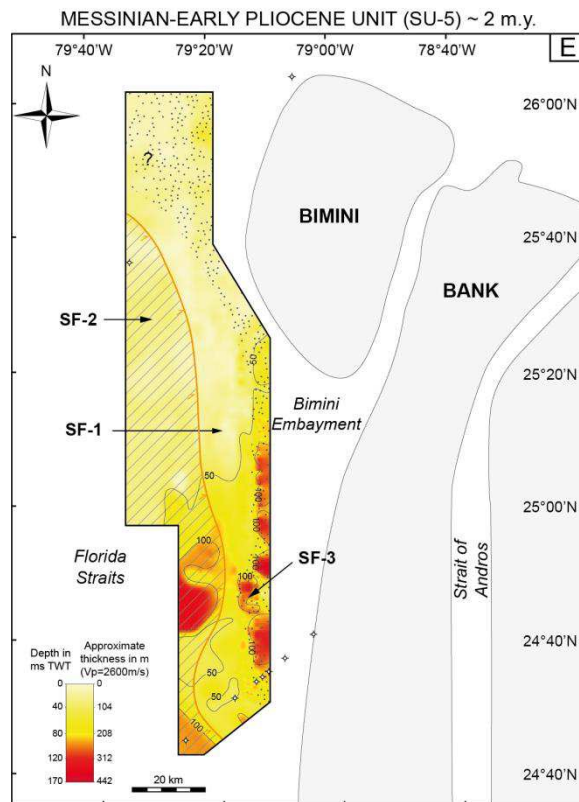 MESSINIAN-EARLY PLIOCENE UNIT (SU-5) ~ 2 m.y.
79°40'W 79°20'W 79°00'N 78°40'N
E
N
26°00'N
?
BIMINI
25°40'N
BANK
SF-2
50
25°20'N
Bimini
Embayment
SF-1
50
100
25°00'N
100
100
100
SF-3
Florida
Straits
100
Strait of
Andros
24°40'N
100
50
50
Depth in
ms TWT
Approximate
thickness in m
(Vp=2600m/s)
0 0
40 104
80 208
120 312
170 442
100
20 km
24°40'N